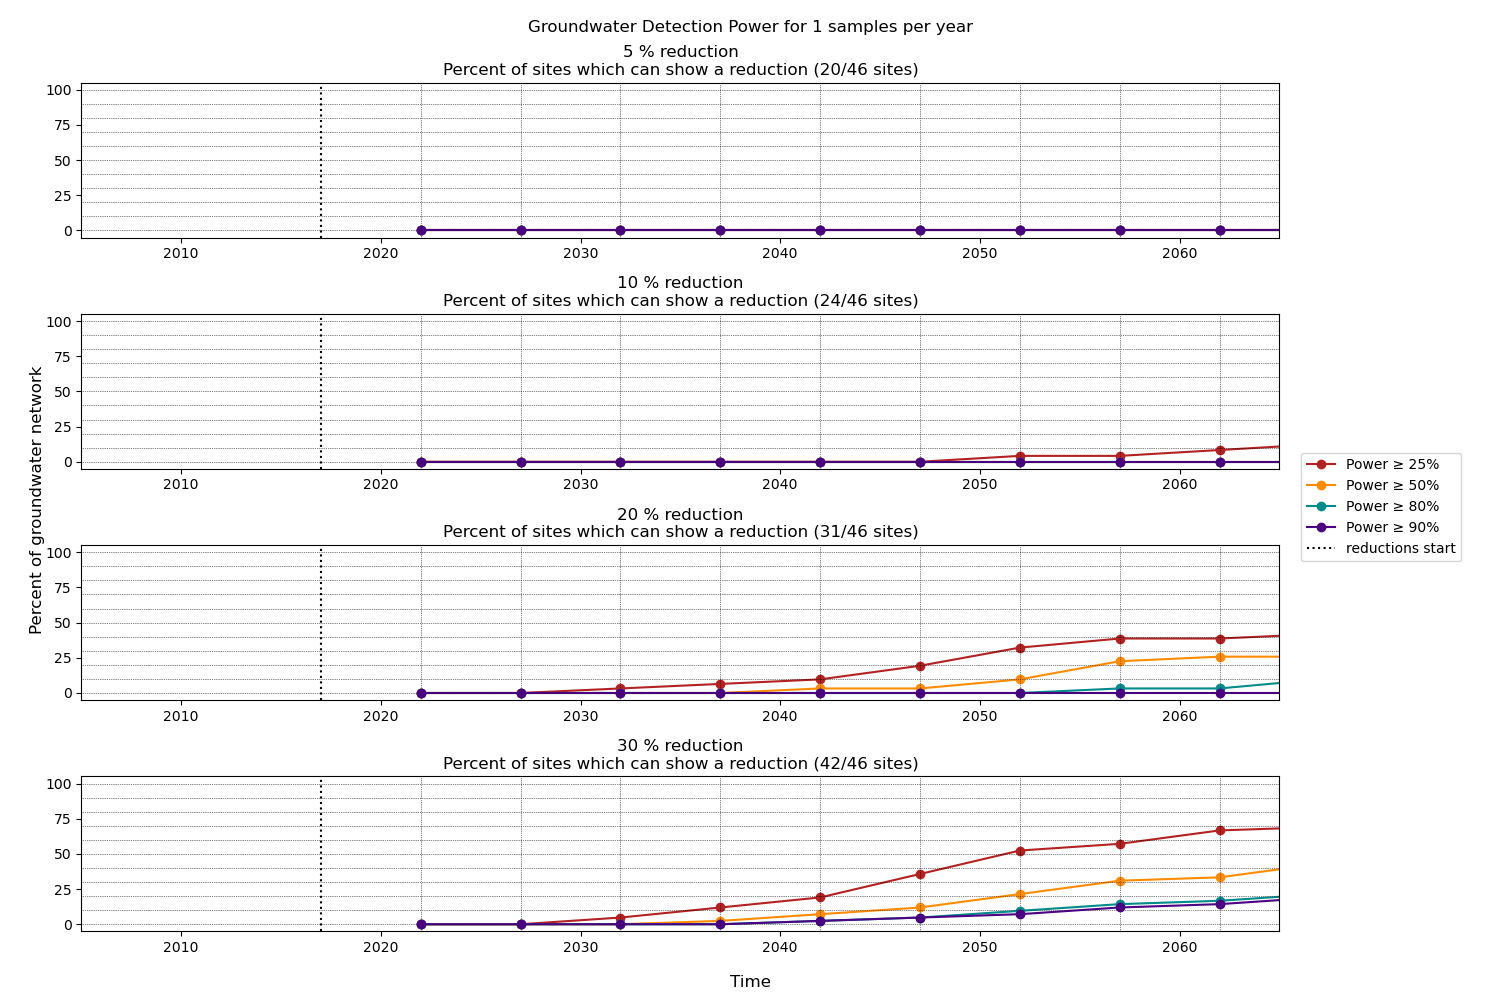 Groundwater Detection Power for 1 samples per year
5 % reduction
Percent of sites which can show a reduction (20/46 sites)
100
75
50
25
0
2010 2020 2030 2040 2050 2060
10 % reduction
Percent of sites which can show a reduction (24/46 sites)
100
75
50
25
0
2010 2020 2030 2040 2050 2060
20 % reduction
Percent of sites which can show a reduction (31/46 sites)
100
75
50
25
0
2010 2020 2030 2040 2050 2060
30 % reduction
Percent of sites which can show a reduction (42/46 sites)
100
75
50
25
0
2010 2020 2030 2040 2050 2060
Percent of groundwater network
Time
Power ≥ 25%
Power ≥ 50%
Power ≥ 80%
Power ≥ 90%
reductions start